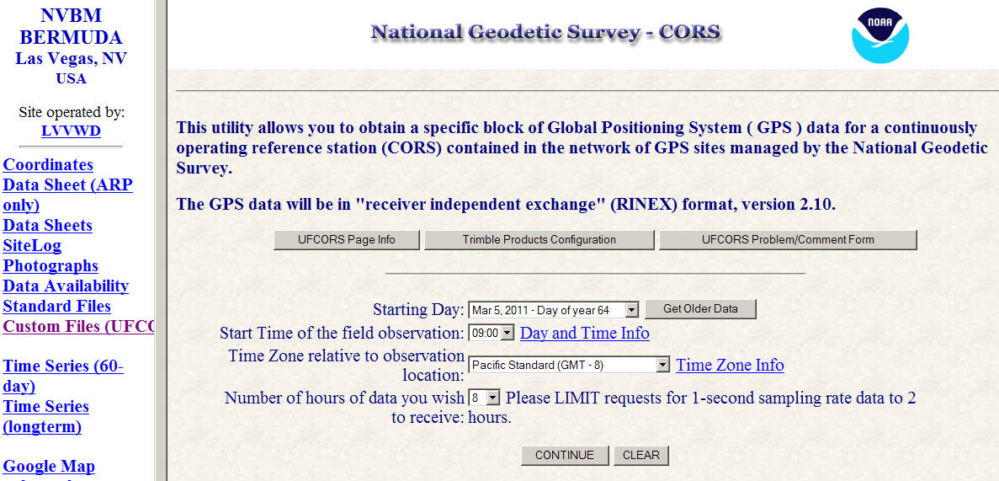 NVBM
BERMUDA
Las Vegas, NV
USA
Site operated by:
LVVWD
Coordinates
Data Sheet (ARP
only)
Data Sheets
SiteLog
Photographs
Data Availability
Standard Files
Custom Files (UFCO
Time Series (60-
day)
Time Series
(longterm)
Google Map
National Geodetic Survey - CORS
NOAA
This utility allows you to obtain a specific block of Global Positioning System ( GPS ) data for a continuously
operating reference station (CORS) contained in the network of GPS sites managed by the National Geodetic
Survey.
The GPS data will be in "receiver independent exchange" (RINEX) format, version 2.10.
UFCORS Page Info Trimble Products Configuration UFCORS Problem/Comment Form
Starting Day: Mar 5, 2011 - Day of year 64 Get Older Data
Start Time of the field observation: 09:00 Day and Time Info
Time Zone relative to observation
location: Pacific Standard (GMT - 8) Time Zone Info
Number of hours of data you wish 8 Please LIMIT requests for 1-second sampling rate data to 2
to receive: hours.
CONTINUE CLEAR